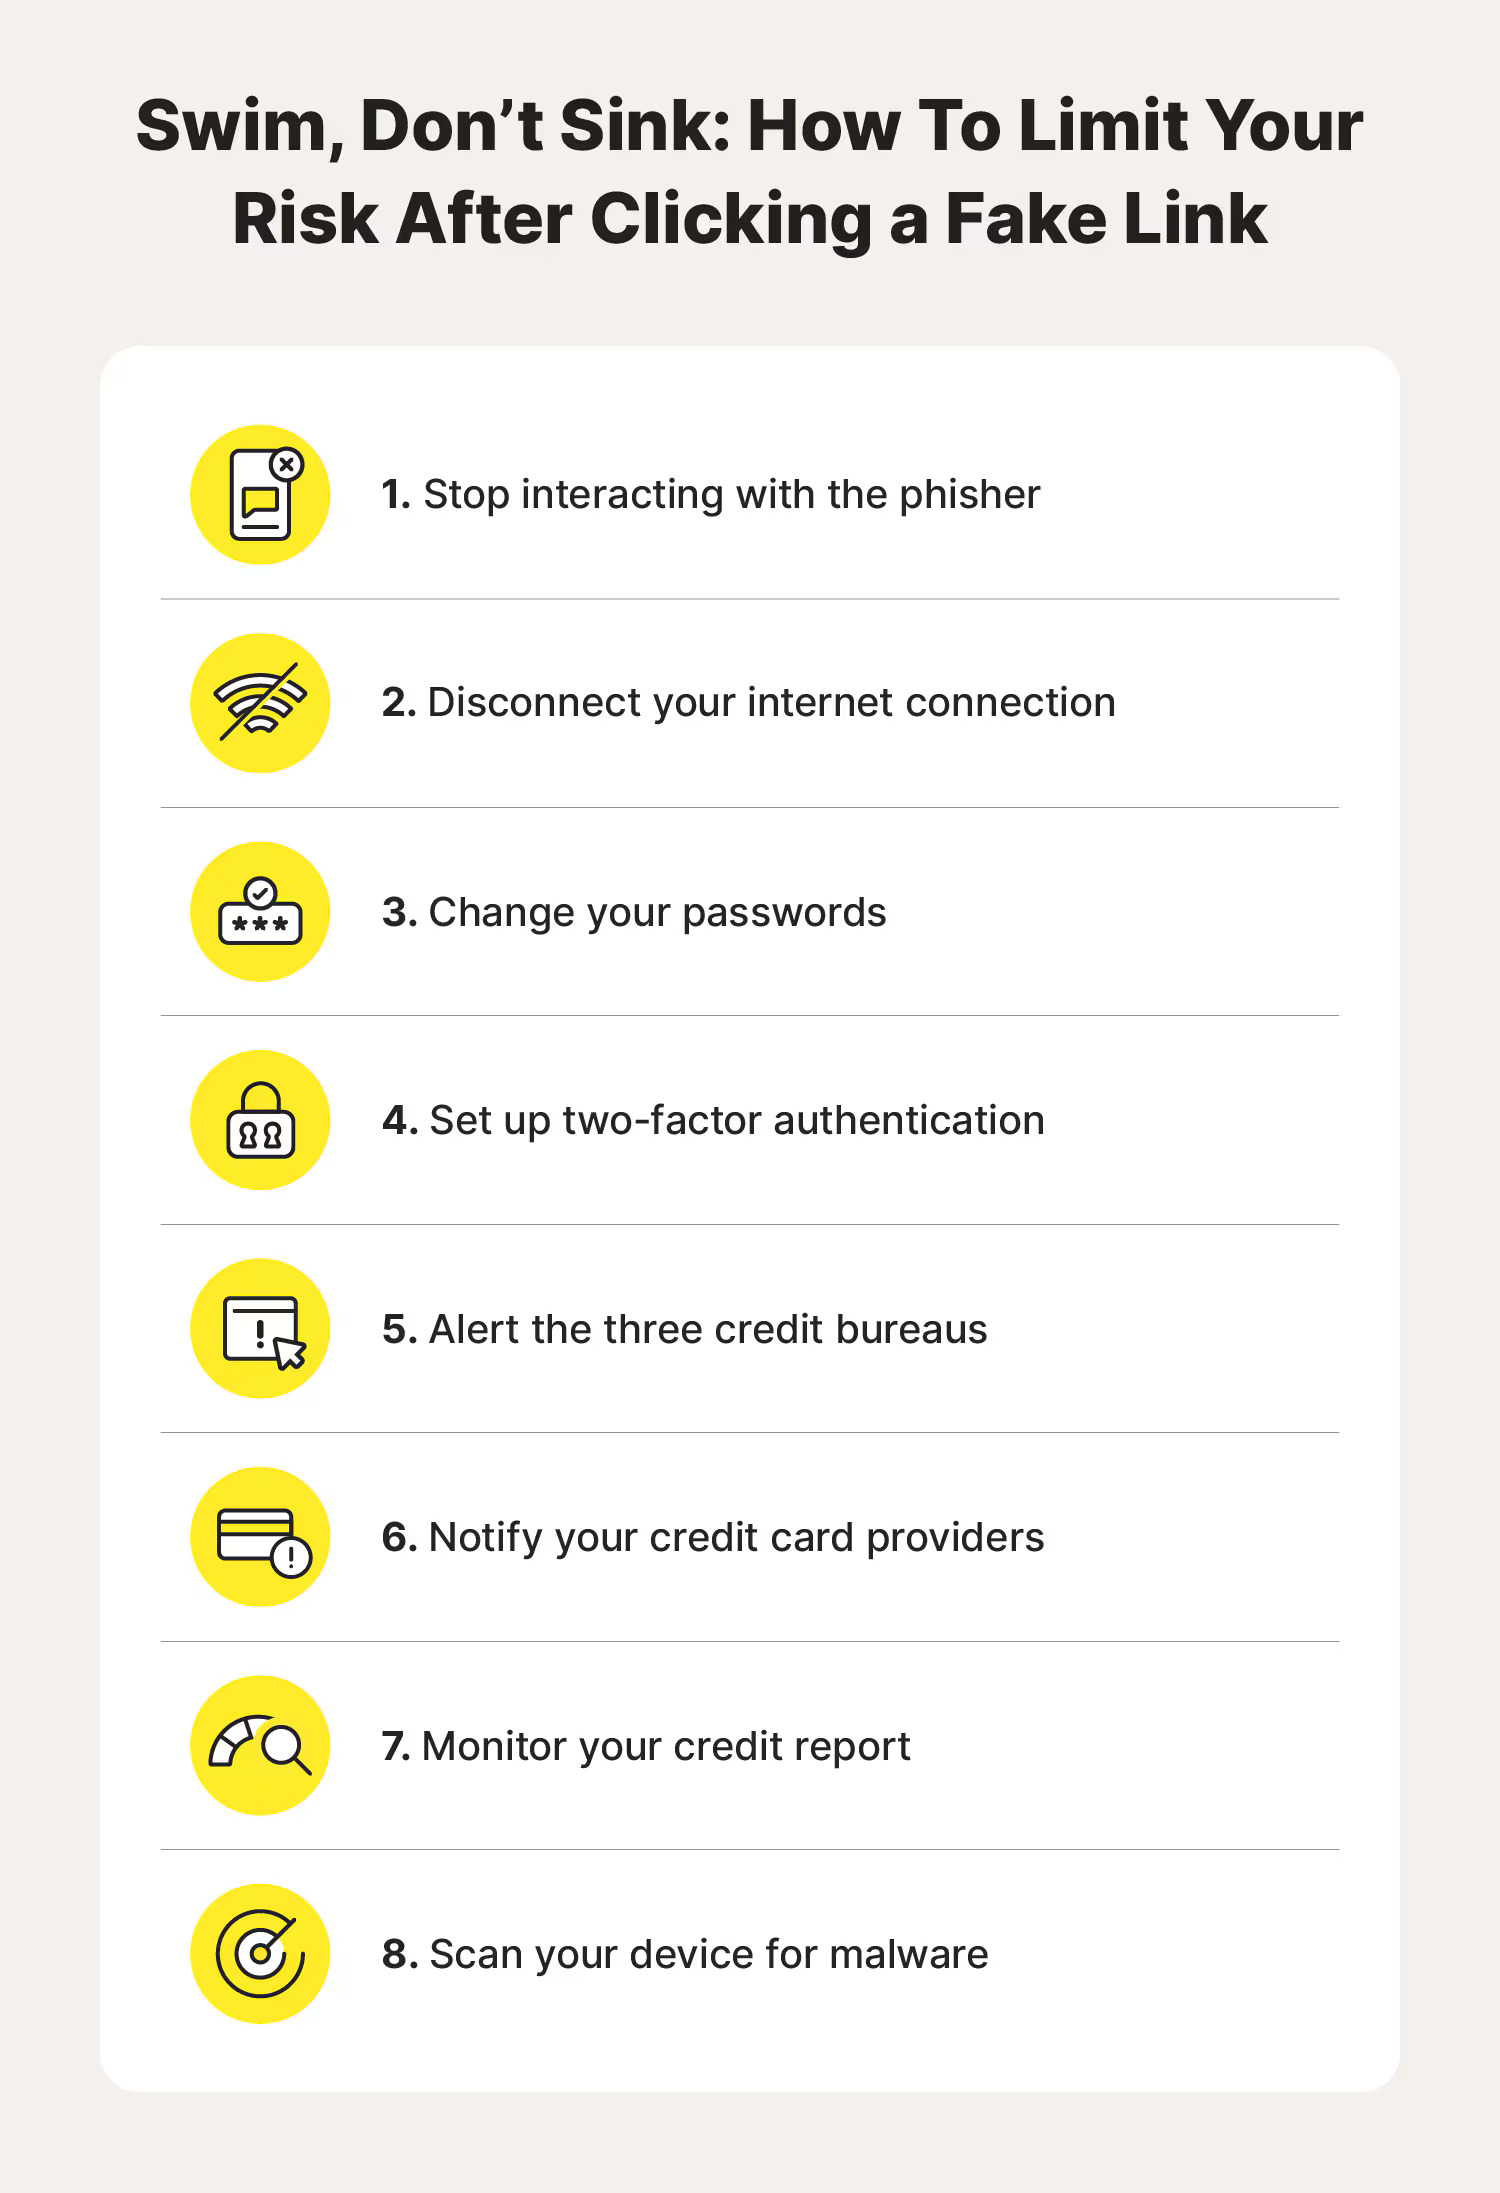 Swim, Don’t Sink: How To Limit Your
Risk After Clicking a Fake Link
1. Stop interacting with the phisher
2. Disconnect your internet connection
3. Change your passwords
4. Set up two-factor authentication
5. Alert the three credit bureaus
6. Notify your credit card providers
7. Monitor your credit report
8. Scan your device for malware